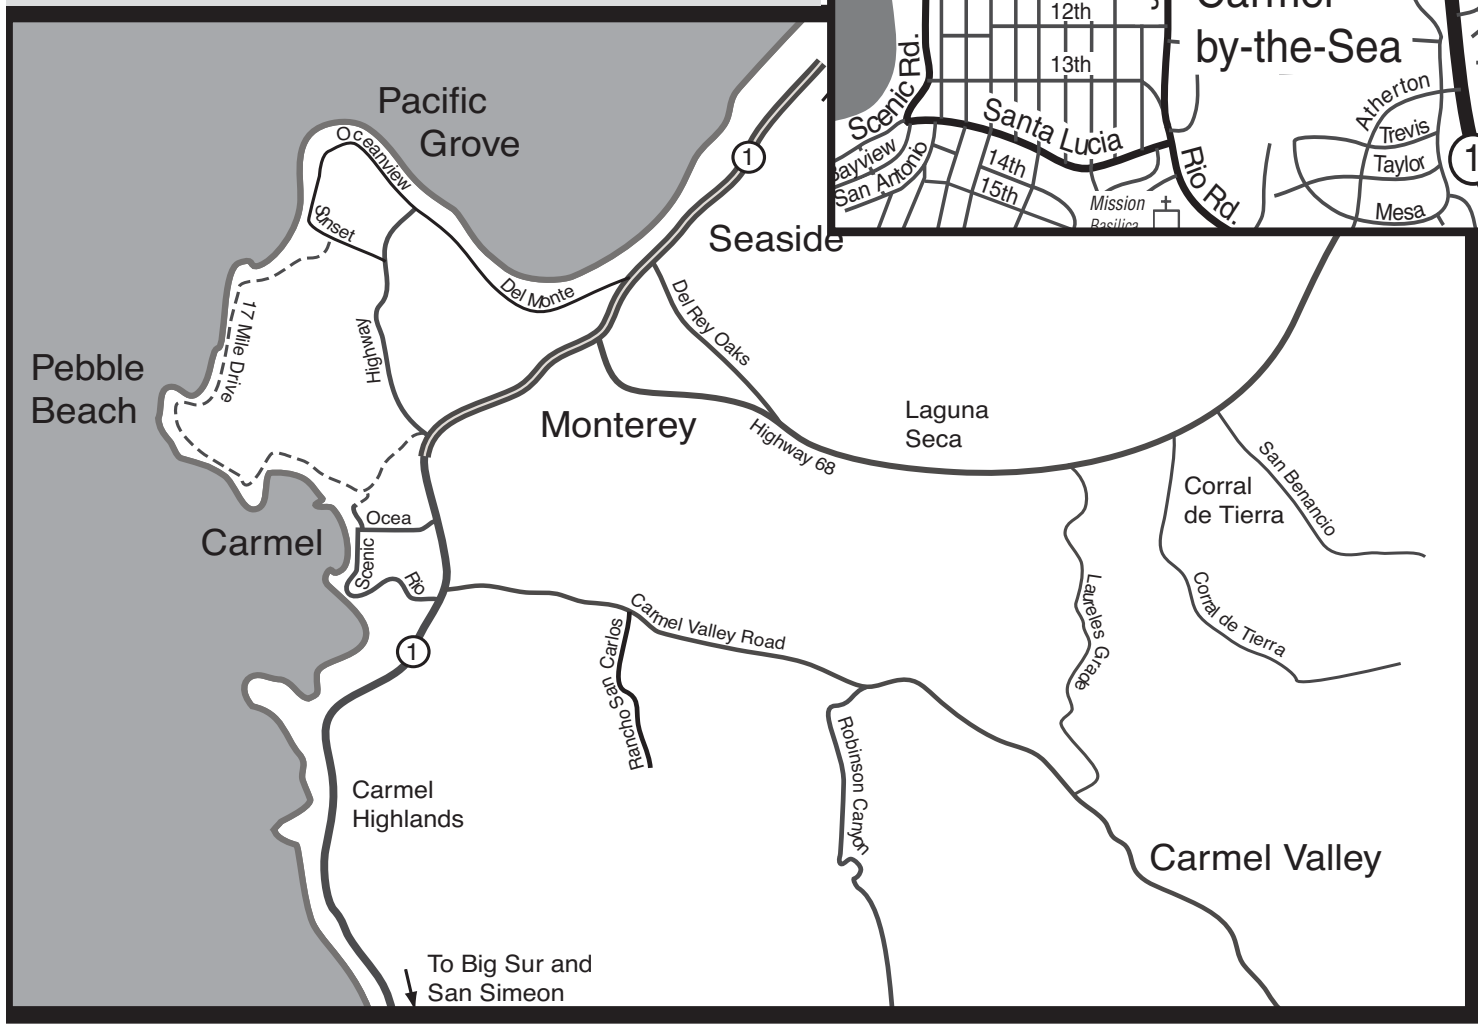 Carmel
by-the-Sea
12th
13th
Scenic Rd.
Santa Lucia
Bayview
San Antonio
14th
15th
Mission
Basilica
Rio Rd.
Atherton
Trevis
Taylor
Mesa
1
Pacific
Grove
Oceanview
Sunset
1
Seaside
Del Monte
17 Mile Drive
Highway
Del Rey Oaks
Pebble
Beach
Monterey
Highway 68
Laguna
Seca
San Benancio
Corral
de Tierra
Carmel
Ocea
Scenic
Rio
1
Carmel Valley Road
Rancho San Carlos
Laureles Grade
Corral de Tierra
Robinson Canyon
Carmel
Highlands
Carmel Valley
To Big Sur and
San Simeon